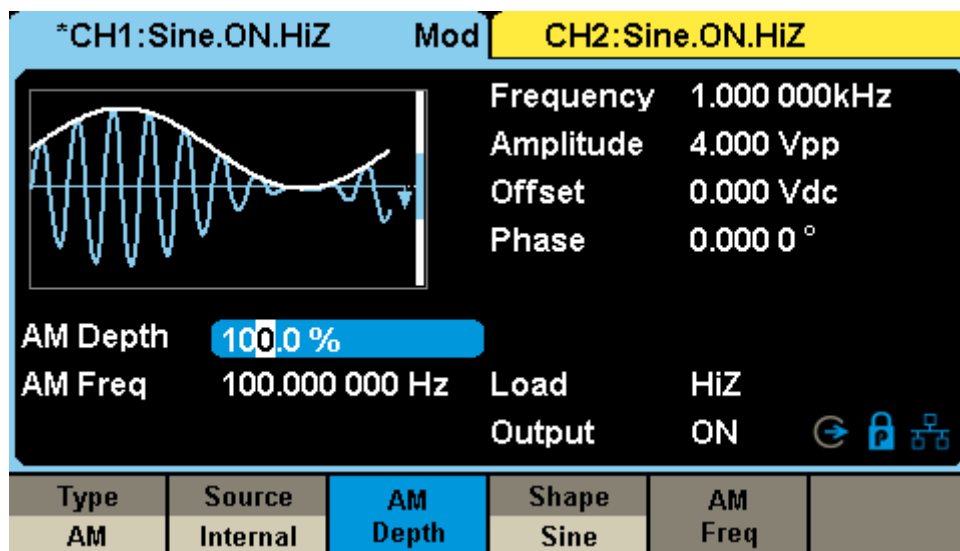 *CH1:Sine.ON.HiZ Mod CH2:Sine.ON.HiZ
Frequency 1.000 000kHz
Amplitude 4.000 Vpp
Offset 0.000 Vdc
Phase 0.000 0 °
AM Depth 100.0 %
AM Freq 100.000 000 Hz Load HiZ
Output ON
Type Source AM Shape AM
AM Internal Depth Sine Freq